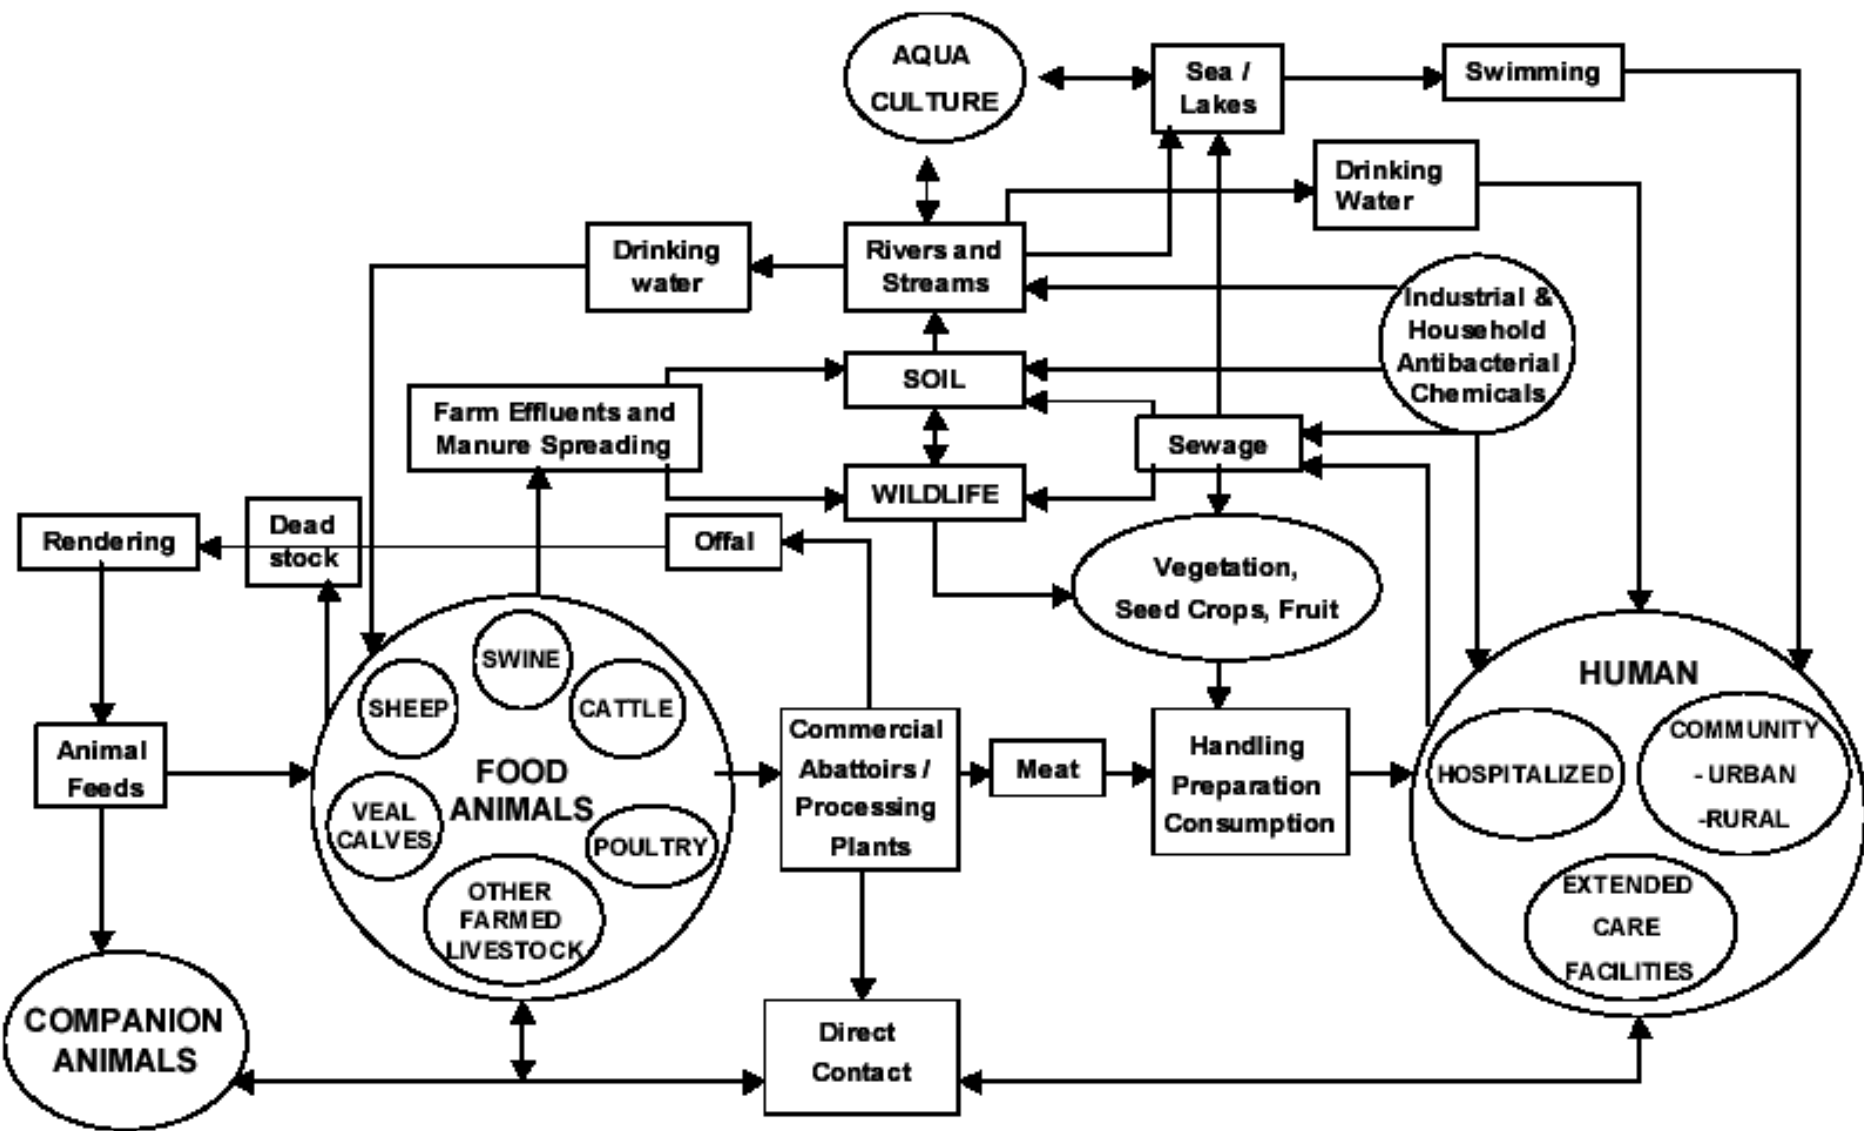 AQUA
CULTURE
Sea /
Lakes
Swimming
Drinking
Water
Drinking
water
Rivers and
Streams
Industrial &
Household
Antibacterial
Chemicals
SOIL
Farm Effluents and
Manure Spreading
Sewage
WILDLIFE
Rendering
Dead
stock
Offal
Vegetation,
Seed Crops, Fruit
SWINE
SHEEP
CATTLE
FOOD
ANIMALS
VEAL
CALVES
POULTRY
OTHER
FARMED
LIVESTOCK
Animal
Feeds
Commercial
Abattoirs /
Processing
Plants
Meat
Handling
Preparation
Consumption
HUMAN
HOSPITALIZED
COMMUNITY
- URBAN
-RURAL
EXTENDED
CARE
FACILITIES
COMPANION
ANIMALS
Direct
Contact